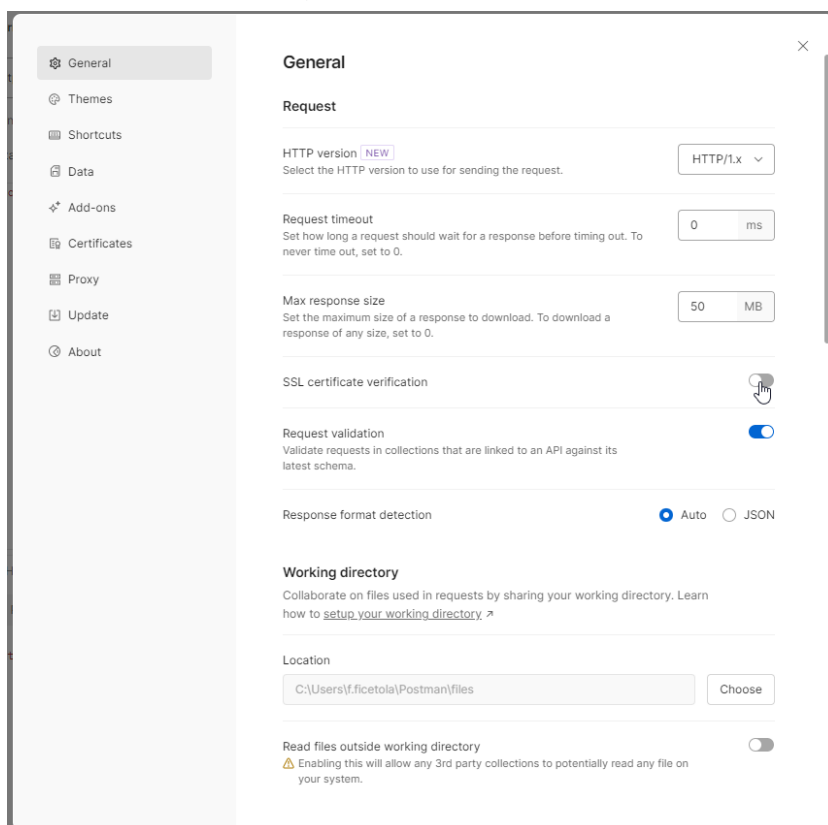 General
Themes
Shortcuts
Data
Add-ons
Certificates
Proxy
Update
About
General
Request
HTTP version NEW
Select the HTTP version to use for sending the request.
HTTP/1.x
Request timeout
Set how long a request should wait for a response before timing out. To
never time out, set to 0.
0 ms
Max response size
Set the maximum size of a response to download. To download a
response of any size, set to 0.
50 MB
SSL certificate verification
Request validation
Validate requests in collections that are linked to an API against its
latest schema.
Response format detection
Auto JSON
Working directory
Collaborate on files used in requests by sharing your working directory. Learn
how to setup your working directory ↗
Location
C:\Users\f.ficetola\Postman\files
Choose
Read files outside working directory
Enabling this will allow any 3rd party collections to potentially read any file on
your system.